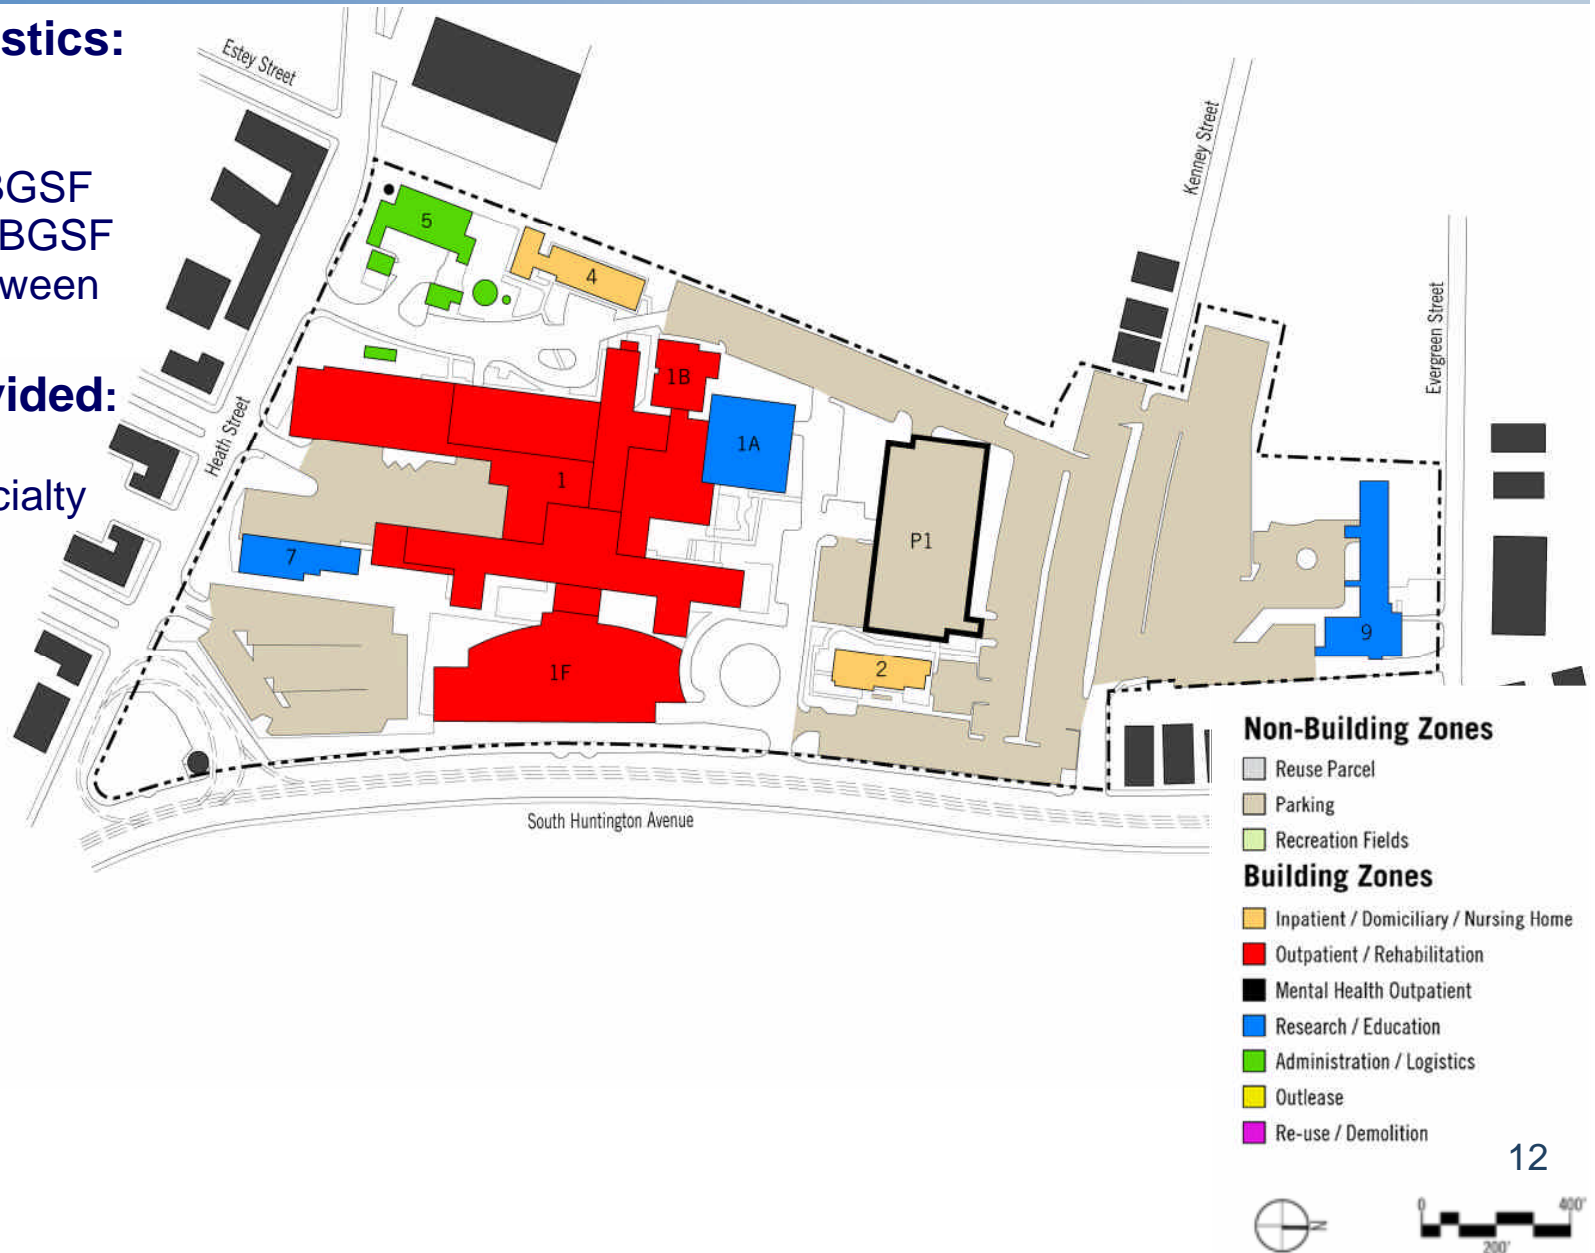 stics:
BGSF
BGSF
ween
vided:
cialty
Estey Street
Kenney Street
Evergreen Street
Heath Street
5
4
1B
1A
1
P1
7
9
2
1F
South Huntington Avenue
Non-Building Zones
Reuse Parcel
Parking
Recreation Fields
Building Zones
Inpatient / Domiciliary / Nursing Home
Outpatient / Rehabilitation
Mental Health Outpatient
Research / Education
Administration / Logistics
Outlease
Re-use / Demolition
12
N
0 400'
200'